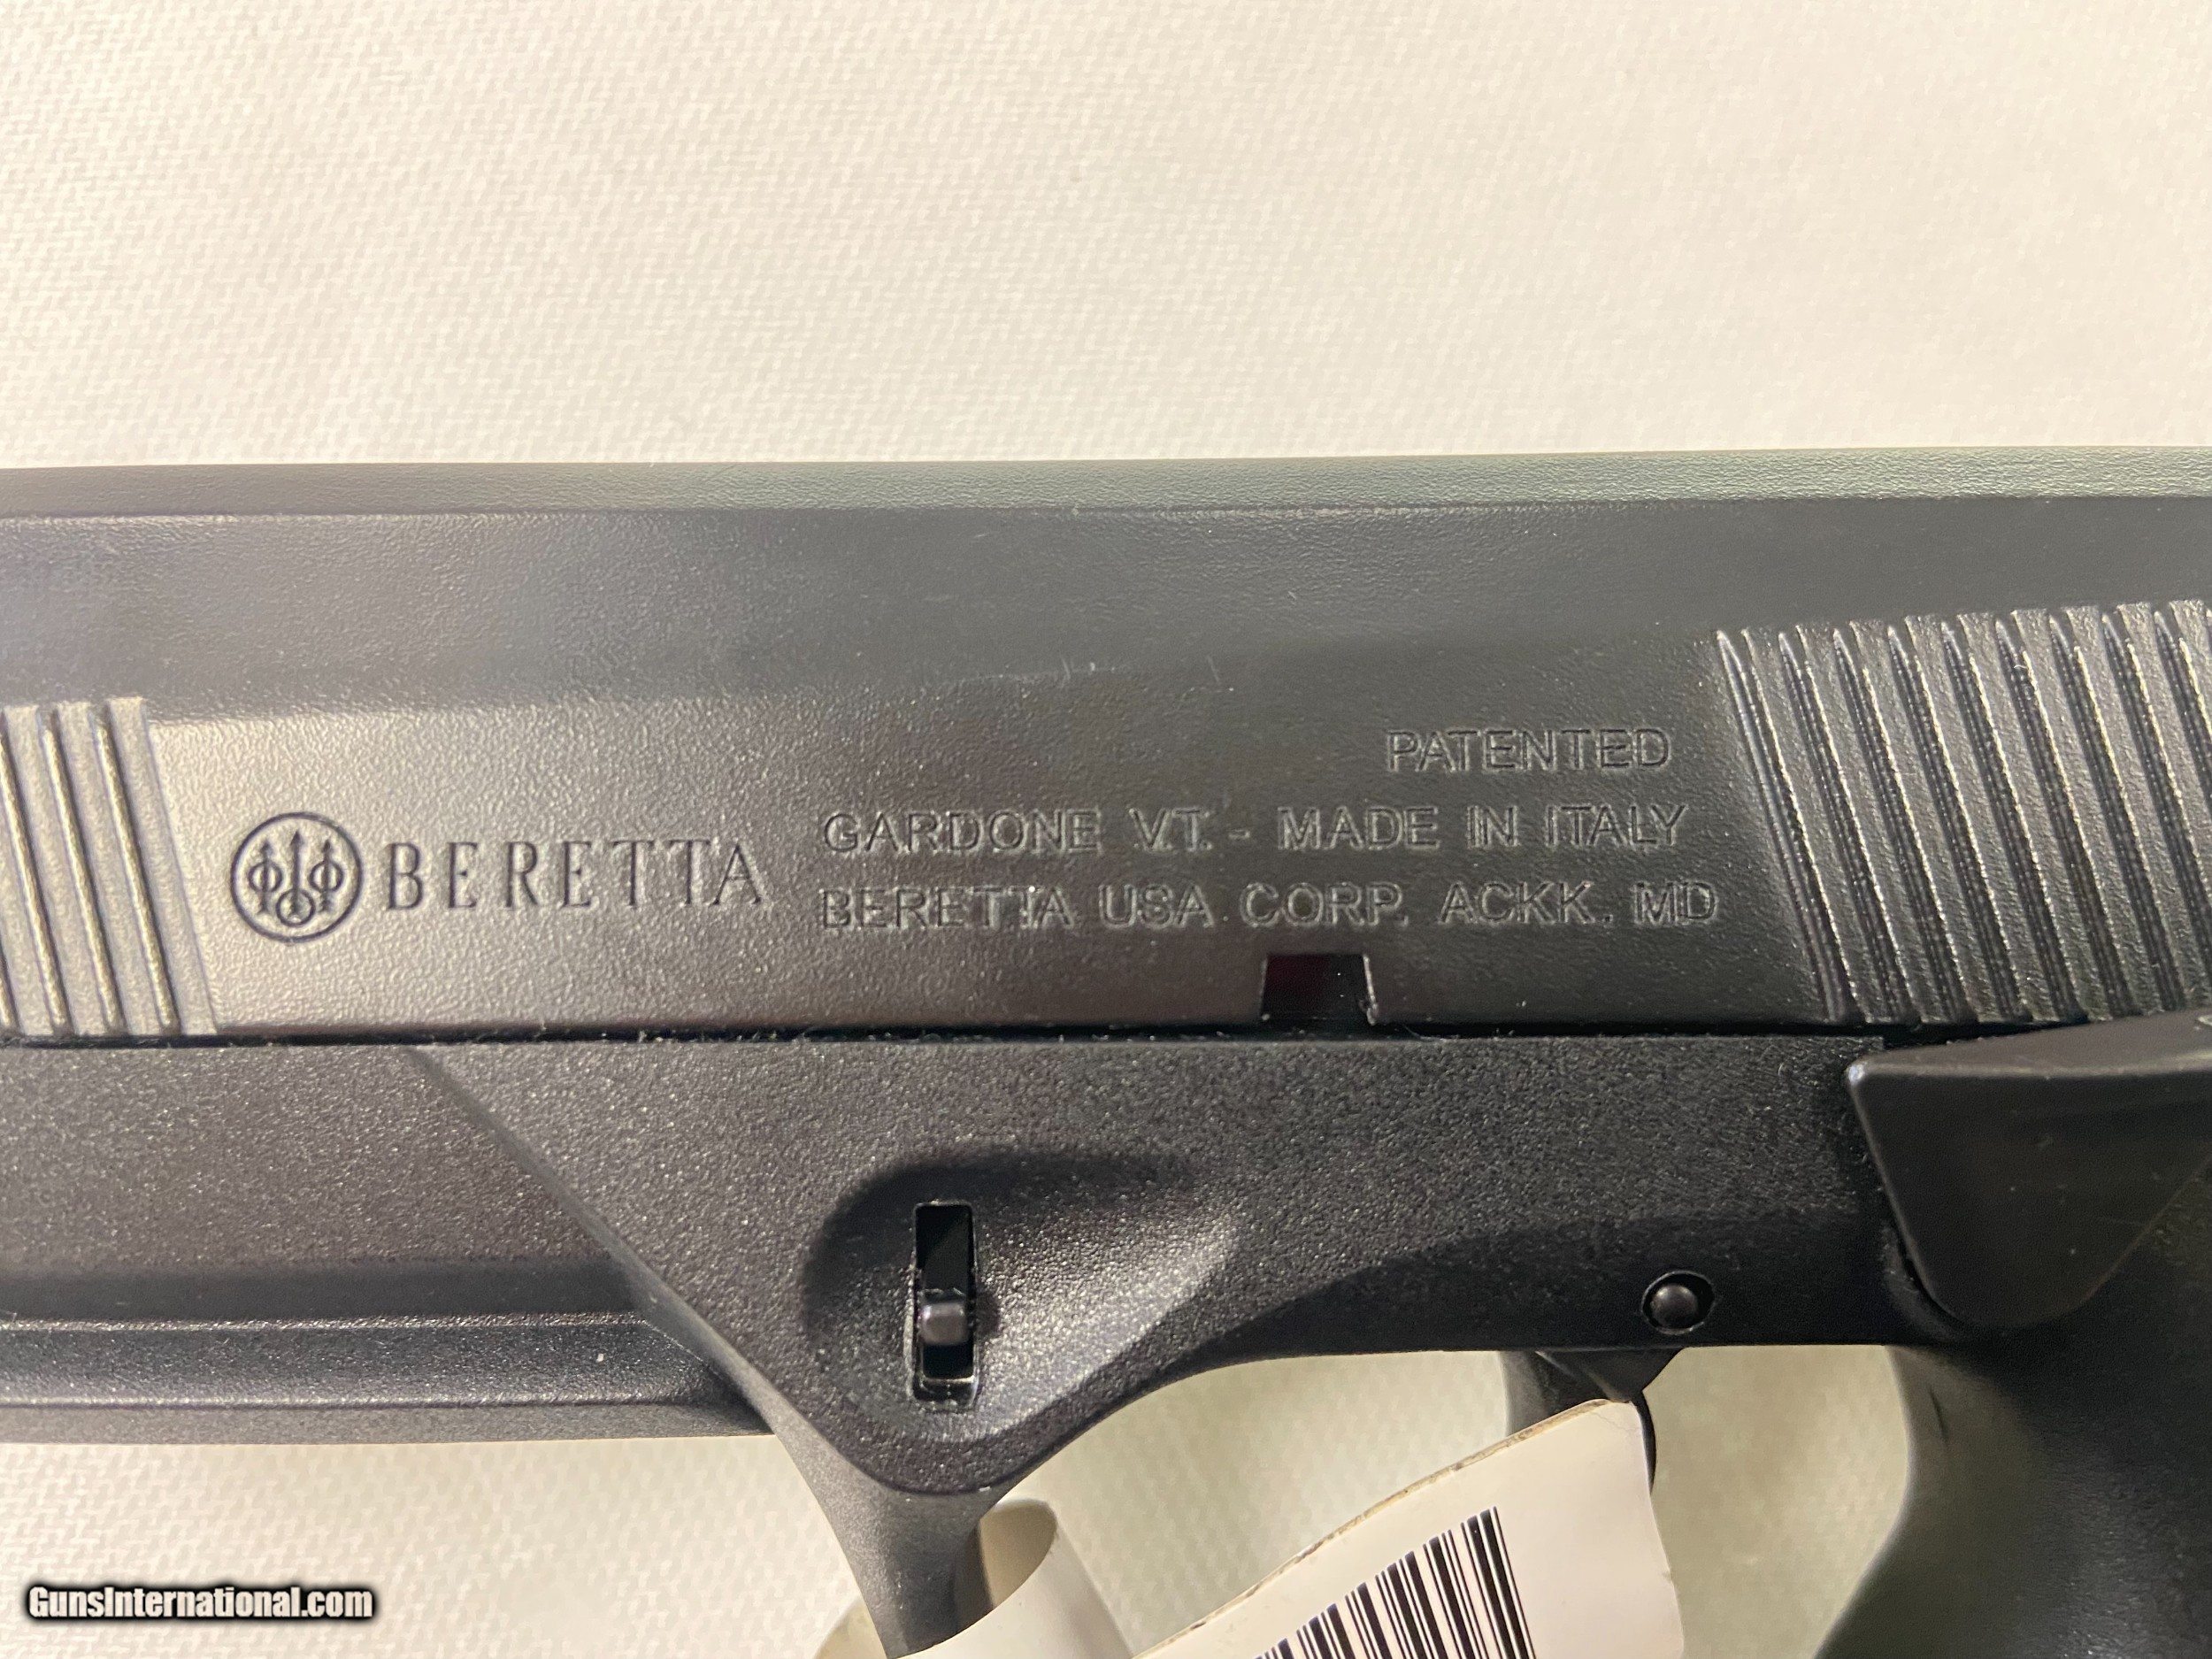 PATENTED
BERETTA
GARDONE V.T. - MADE IN ITALY
BERETTA USA CORP. ACKK. MD
GunsInternational.com